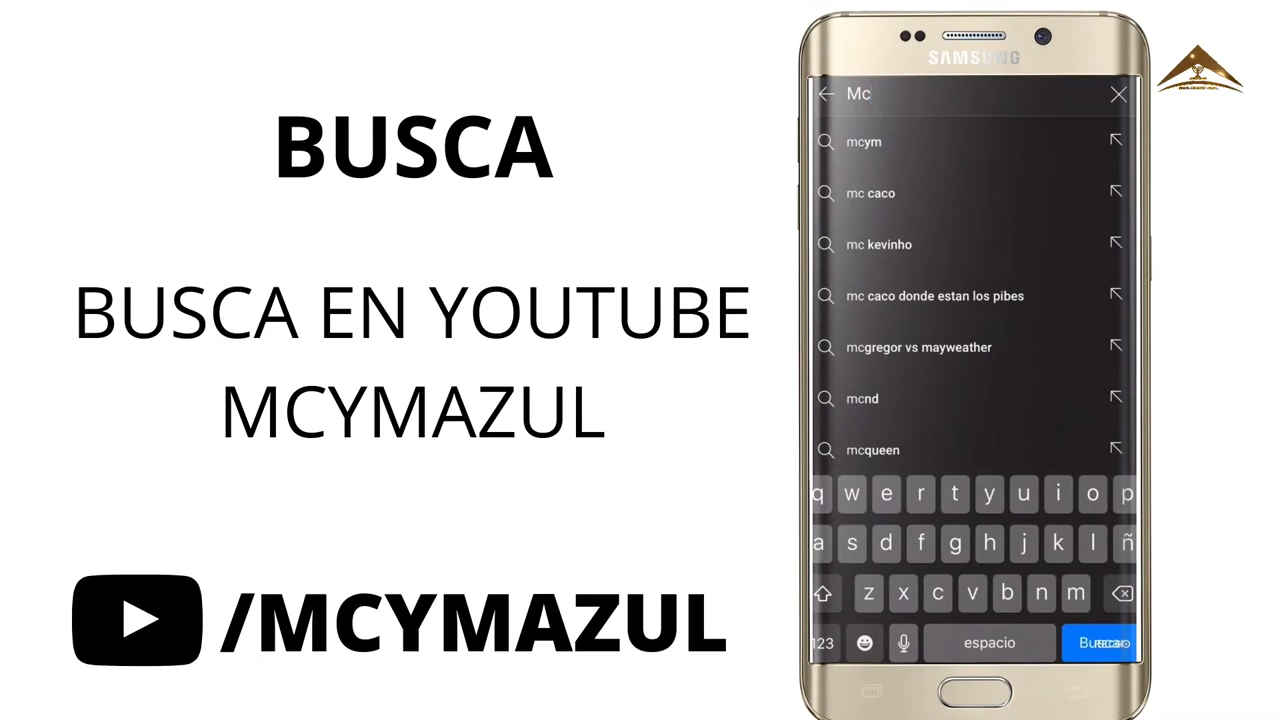 BUSCA
BUSCA EN YOUTUBE
MCYMAZUL
/MCYMAZUL
SAMSUNG
Mc
mcym
mc caco
mc kevinho
mc caco donde estan los pibes
mcgregor vs mayweather
mcnd
mcqueen
q w e r t y u i o p
a s d f g h j k l ñ
z x c v b n m
123 espacio